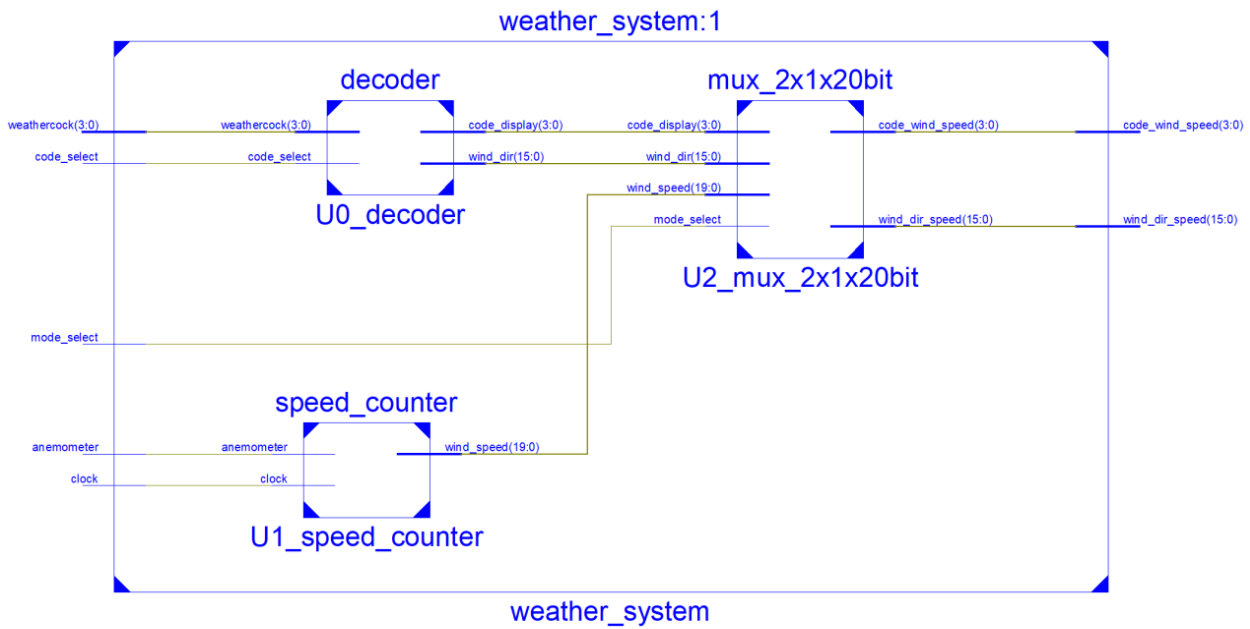 weather_system:1
decoder
mux_2x1x20bit
weathercock(3:0)
weathercock(3:0)
code_display(3:0)
code_display(3:0)
code_wind_speed(3:0)
code_wind_speed(3:0)
code_select
code_select
wind_dir(15:0)
wind_dir(15:0)
wind_speed(19:0)
U0_decoder
mode_select
wind_dir_speed(15:0)
wind_dir_speed(15:0)
U2_mux_2x1x20bit
mode_select
speed_counter
anemometer
anemometer
wind_speed(19:0)
clock
clock
U1_speed_counter
weather_system